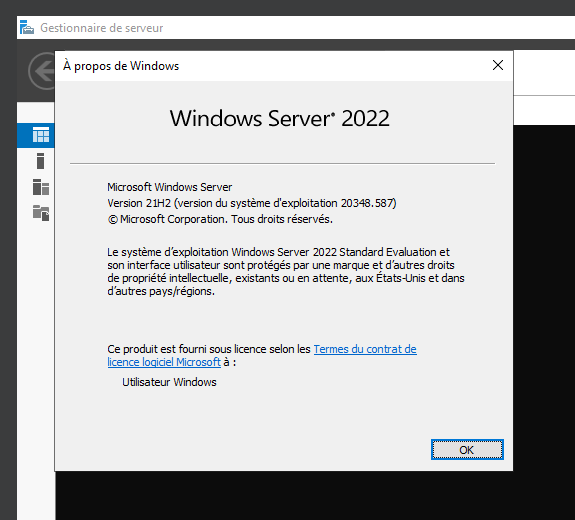 Gestionnaire de serveur
À propos de Windows
Windows Server® 2022
Microsoft Windows Server
Version 21H2 (version du système d'exploitation 20348.587)
© Microsoft Corporation. Tous droits réservés.
Le système d’exploitation Windows Server 2022 Standard Evaluation et
son interface utilisateur sont protégés par une marque et d’autres droits
de propriété intellectuelle, existants ou en attente, aux États-Unis et dans
d’autres pays/régions.
Ce produit est fourni sous licence selon les Termes du contrat de
licence logiciel Microsoft à :
Utilisateur Windows
OK